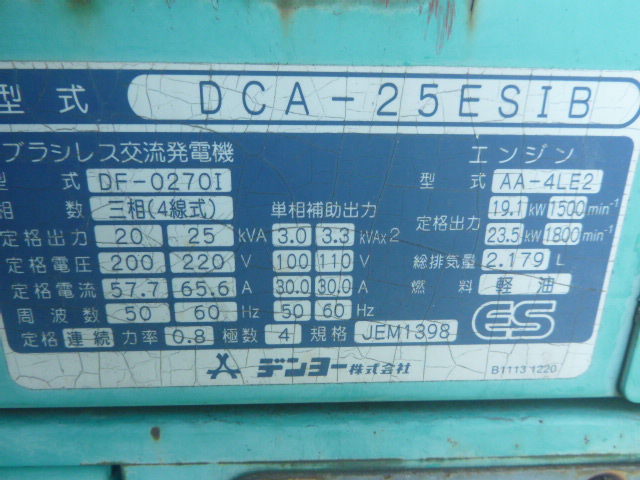 型式 DCA-25ESIB
ブラシレス交流発電機 エンジン
型式 DF-0270I 型式 AA-4LE2
相数 三相(4線式) 単相補助出力 定格出力 19.1 kW 1500 min⁻¹
定格出力 20 25 kVA 3.0 3.3 kVA×2 23.5 kW 1800 min⁻¹
定格電圧 200 220 V 100 110 V 総排気量 2.179 L
定格電流 57.7 65.6 A 30.0 30.0 A 燃料 軽油
周波数 50 60 Hz 50 60 Hz
定格 連続 力率 0.8 極数 4 規格 JEM1398 ES
デンヨー株式会社 B1113 1220